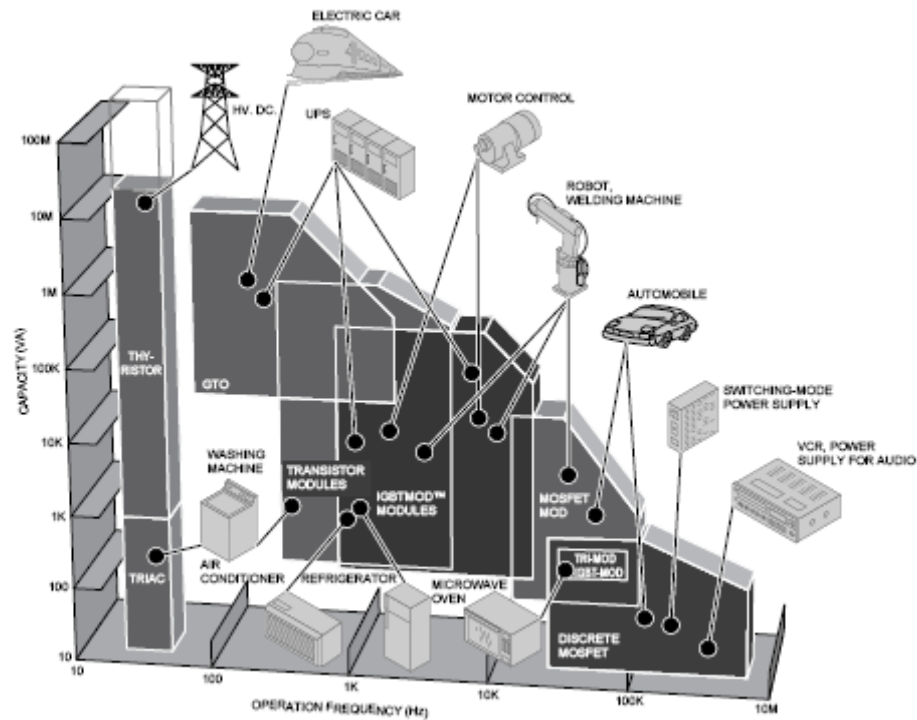 ELECTRIC CAR
HV. DC.
UPS
MOTOR CONTROL
ROBOT,
WELDING MACHINE
AUTOMOBILE
SWITCHING-MODE
POWER SUPPLY
VCR, POWER
SUPPLY FOR AUDIO
CAPACITY (VA)
100M
10M
1M
100K
10K
1K
100
10
THY-
RISTOR
GTO
WASHING
MACHINE
TRANSISTOR
MODULES
IGBTMOD™
MODULES
MOSFET
MOD
TRI-MOD
IGBT-MOD
TRIAC
AIR
CONDITIONER
REFRIGERATOR
MICROWAVE
OVEN
DISCRETE
MOSFET
10
100
1K
10K
100K
10M
OPERATION FREQUENCY (Hz)